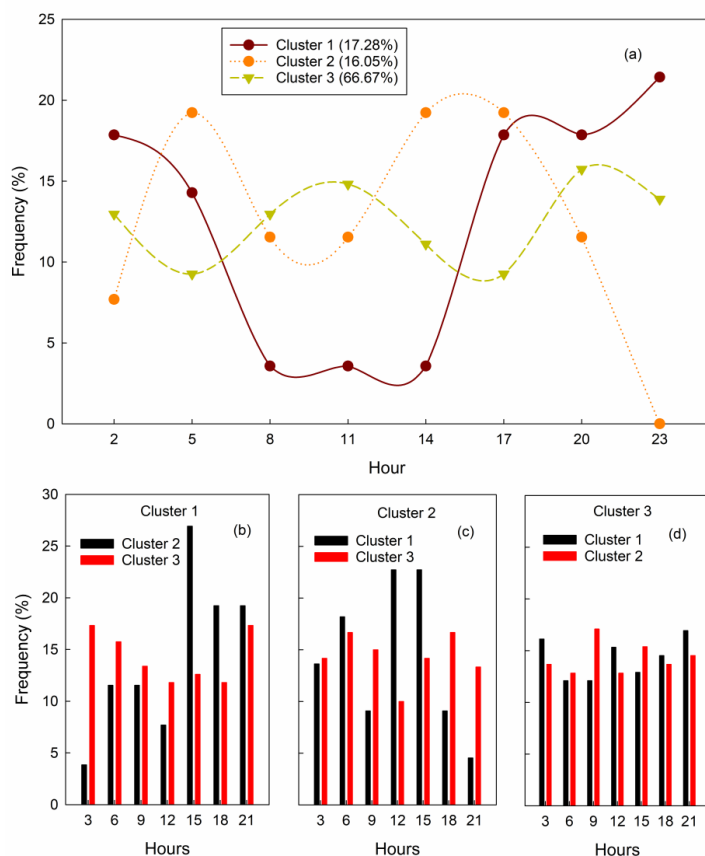 25
20
15
10
5
0
Frequency (%)
Cluster 1 (17.28%)
Cluster 2 (16.05%)
Cluster 3 (66.67%)
(a)
2 5 8 11 14 17 20 23
Hour
30
25
20
15
10
5
0
Frequency (%)
Cluster 1
(b)
Cluster 2
Cluster 3
3 6 9 12 15 18 21
Hours
Cluster 2
(c)
Cluster 1
Cluster 3
3 6 9 12 15 18 21
Hours
Cluster 3
(d)
Cluster 1
Cluster 2
3 6 9 12 15 18 21
Hours